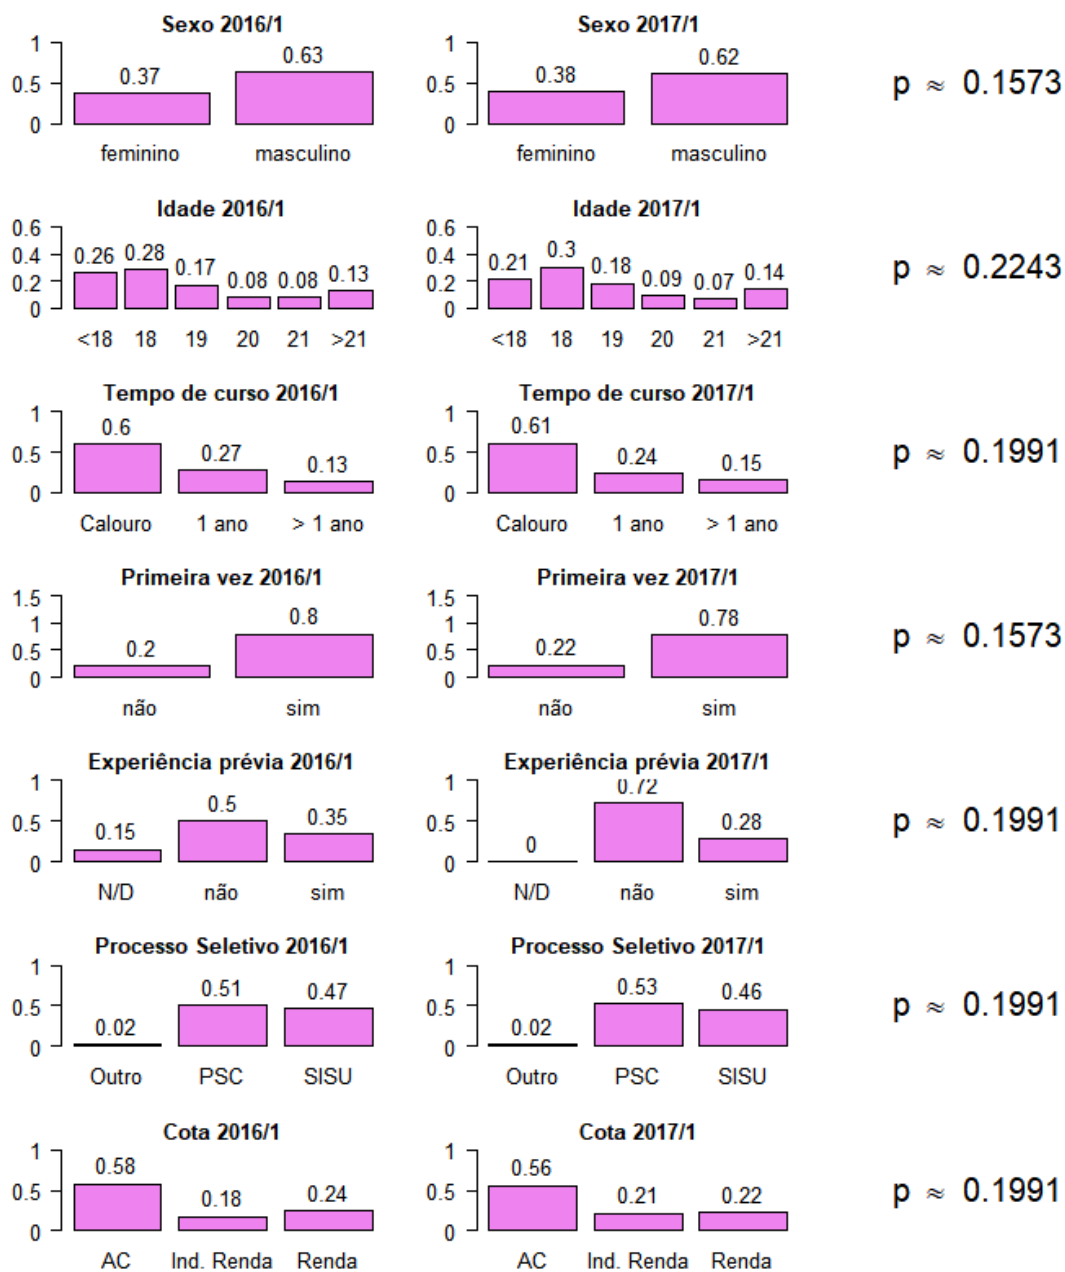 Sexo 2016/1 Sexo 2017/1
1 0.5 0 0.37 0.63 1 0.5 0 0.38 0.62 p ≈ 0.1573
feminino masculino feminino masculino
Idade 2016/1 Idade 2017/1
0.6 0.4 0.2 0 0.26 0.28 0.17 0.08 0.08 0.13 0.6 0.4 0.2 0 0.21 0.3 0.18 0.09 0.07 0.14 p ≈ 0.2243
<18 18 19 20 21 >21 <18 18 19 20 21 >21
Tempo de curso 2016/1 Tempo de curso 2017/1
1 0.5 0 0.6 0.27 0.13 1 0.5 0 0.61 0.24 0.15 p ≈ 0.1991
Calouro 1 ano > 1 ano Calouro 1 ano > 1 ano
Primeira vez 2016/1 Primeira vez 2017/1
1.5 1 0.5 0 0.2 0.8 1.5 1 0.5 0 0.22 0.78 p ≈ 0.1573
não sim não sim
Experiência prévia 2016/1 Experiência prévia 2017/1
1 0.5 0 0.15 0.5 0.35 1 0.5 0 0 0.72 0.28 p ≈ 0.1991
N/D não sim N/D não sim
Processo Seletivo 2016/1 Processo Seletivo 2017/1
1 0.5 0 0.02 0.51 0.47 1 0.5 0 0.02 0.53 0.46 p ≈ 0.1991
Outro PSC SISU Outro PSC SISU
Cota 2016/1 Cota 2017/1
1 0.5 0 0.58 0.18 0.24 1 0.5 0 0.56 0.21 0.22 p ≈ 0.1991
AC Ind. Renda Renda AC Ind. Renda Renda